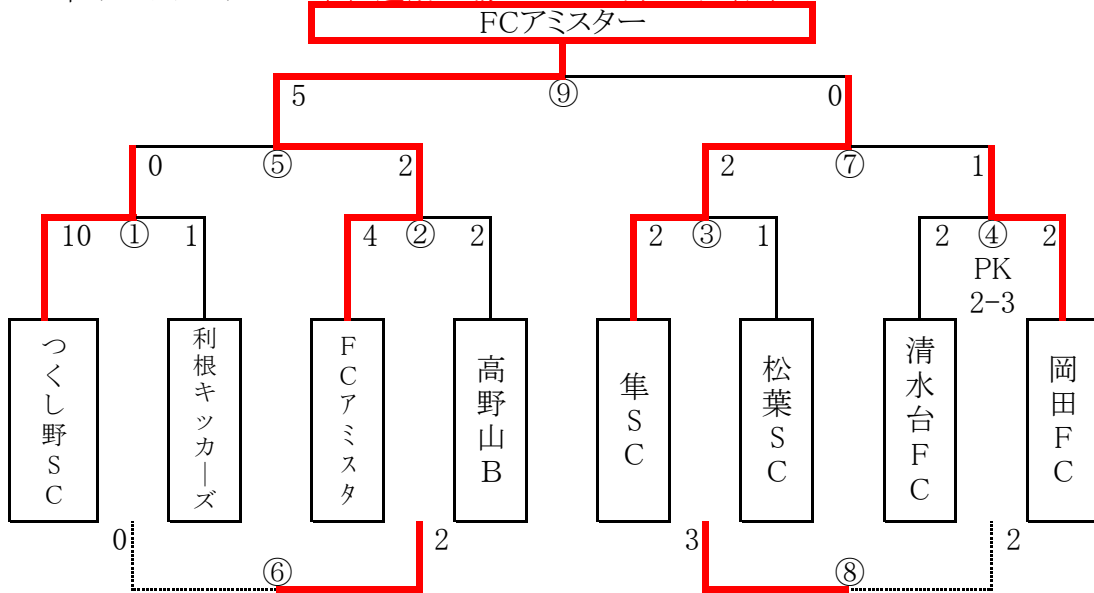 FCアミスター
5 ⑨ 0
0 ⑤ 2 2 ⑦ 1
10 ① 1 4 ② 2 2 ③ 1 2 ④ 2
PK
2-3
つくし野SC
利根キッカーズ
FCアミスタ
高野山B
隼SC
松葉SC
清水台FC
岡田FC
0 2 3 2
⑥ ⑧